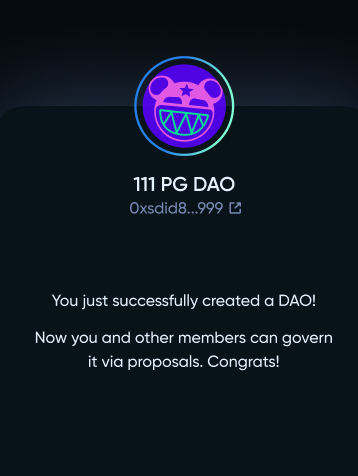 111 PG DAO
0xsdid8...999
You just successfully created a DAO!
Now you and other members can govern
it via proposals. Congrats!